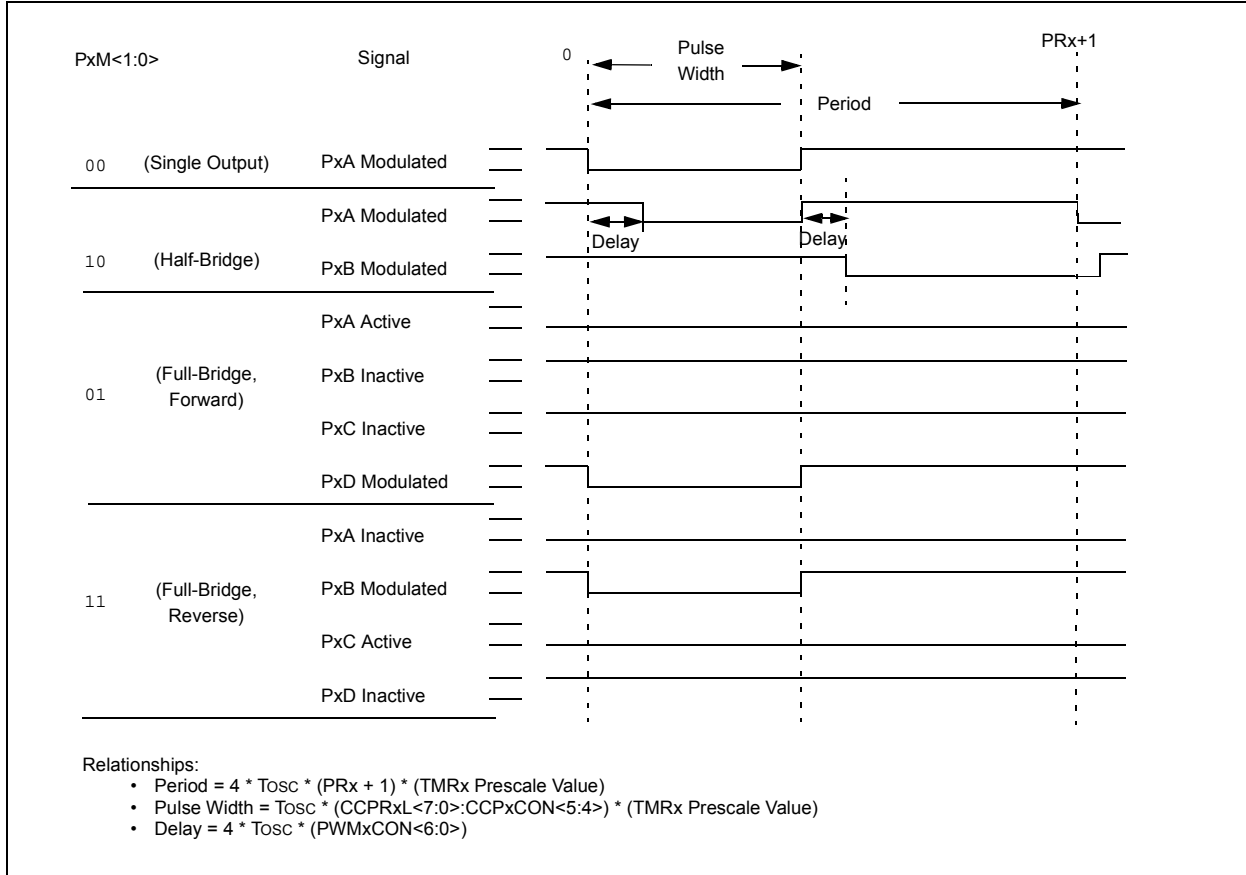 PxM<1:0>
Signal
0
Pulse
Width
PRx+1
Period
00
(Single Output)
PxA Modulated
PxA Modulated
Delay
Delay
10
(Half-Bridge)
PxB Modulated
PxA Active
(Full-Bridge,
Forward)
PxB Inactive
01
PxC Inactive
PxD Modulated
PxA Inactive
(Full-Bridge,
Reverse)
PxB Modulated
11
PxC Active
PxD Inactive
Relationships:
• Period = 4 * Tosc * (PRx + 1) * (TMRx Prescale Value)
• Pulse Width = Tosc * (CCPRxL<7:0>:CCPxCON<5:4>) * (TMRx Prescale Value)
• Delay = 4 * Tosc * (PWMxCON<6:0>)